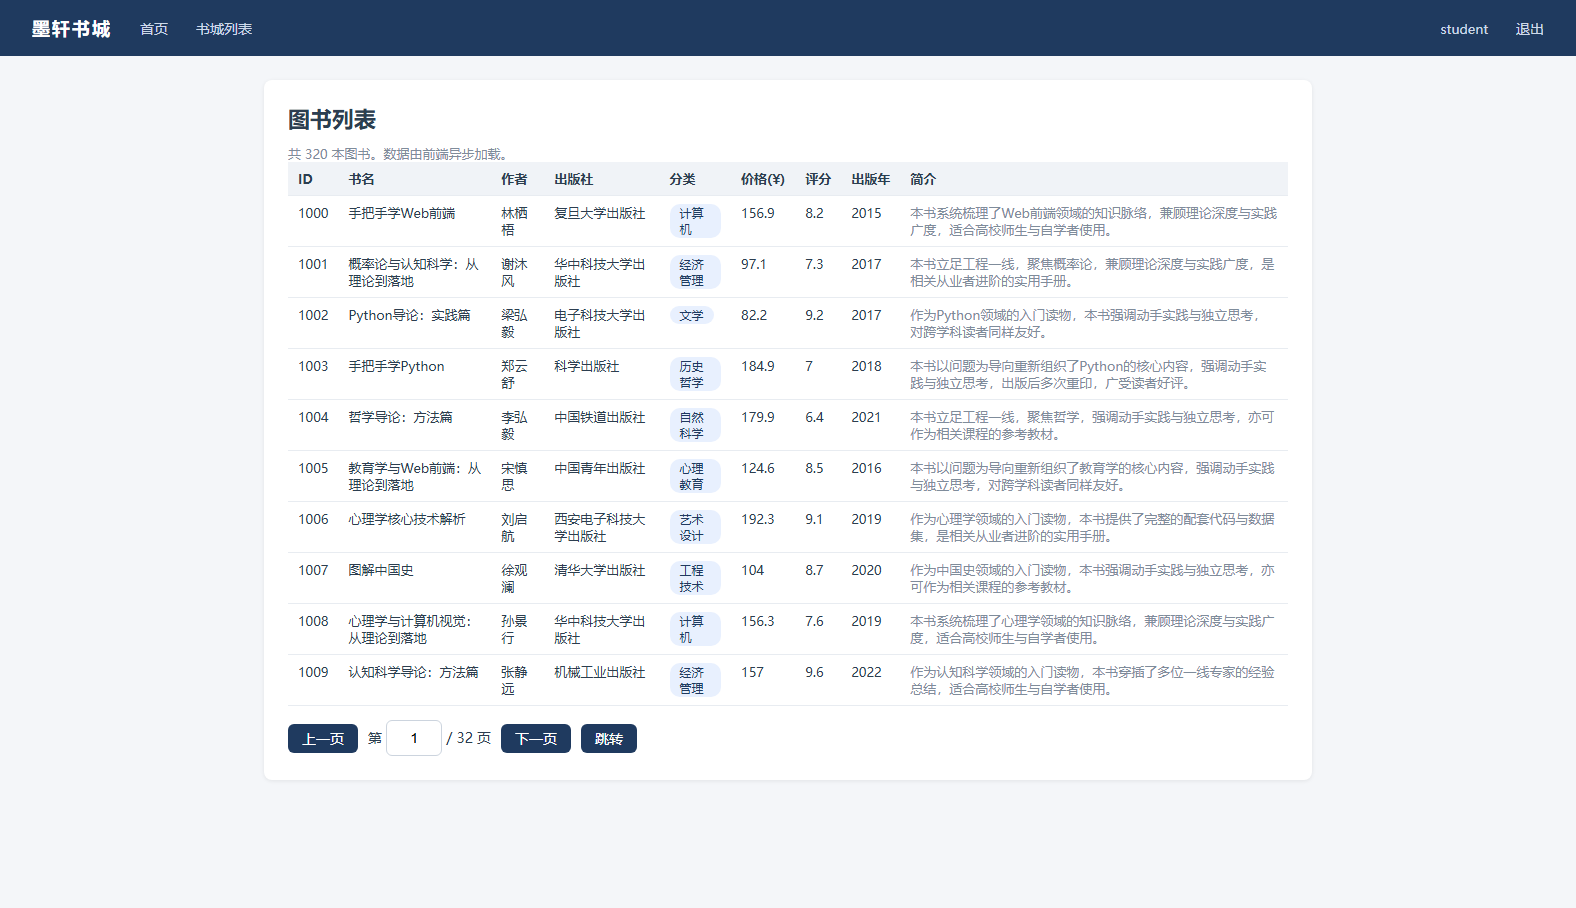 墨轩书城 首页 书城列表 student 退出
图书列表
共 320 本图书。数据由前端异步加载。
ID 书名 作者 出版社 分类 价格(¥) 评分 出版年 简介
1000 手把手学Web前端 林栖 复旦大学出版社 计算 156.9 8.2 2015 本书系统梳理了Web前端领域的知识脉络，兼顾理论深度与实践
梧 机 广度，适合高校师生与自学者使用。
1001 概率论与认知科学：从 谢沐 华中科技大学出 经济 97.1 7.3 2017 本书立足工程一线，聚焦概率论，兼顾理论深度与实践广度，是
理论到落地 风 版社 管理 相关从业者进阶的实用手册。
1002 Python导论：实践篇 梁弘 电子科技大学出 文学 82.2 9.2 2017 作为Python领域的入门读物，本书强调动手实践与独立思考，
毅 版社 对跨学科读者同样友好。
1003 手把手学Python 郑云 科学出版社 历史 184.9 7 2018 本书以问题为导向重新组织了Python的核心内容，强调动手实
舒 哲学 践与独立思考，出版后多次重印，广受读者好评。
1004 哲学导论：方法篇 李弘 中国铁道出版社 自然 179.9 6.4 2021 本书立足工程一线，聚焦哲学，强调动手实践与独立思考，亦可
毅 科学 作为相关课程的参考教材。
1005 教育学与Web前端：从 宋慎 中国青年出版社 心理 124.6 8.5 2016 本书以问题为导向重新组织了教育学的核心内容，强调动手实践
理论到落地 思 教育 与独立思考，对跨学科读者同样友好。
1006 心理学核心技术解析 刘启 西安电子科技大 艺术 192.3 9.1 2019 作为心理学领域的入门读物，本书提供了完整的配套代码与数据
航 学出版社 设计 集，是相关从业者进阶的实用手册。
1007 图解中国史 徐观 清华大学出版社 工程 104 8.7 2020 作为中国史领域的入门读物，本书强调动手实践与独立思考，亦
澜 技术 可作为相关课程的参考教材。
1008 心理学与计算机视觉： 孙景 华中科技大学出 计算 156.3 7.6 2019 本书系统梳理了心理学领域的知识脉络，兼顾理论深度与实践广
从理论到落地 行 版社 机 度，适合高校师生与自学者使用。
1009 认知科学导论：方法篇 张静 机械工业出版社 经济 157 9.6 2022 作为认知科学领域的入门读物，本书穿插了多位一线专家的经验
远 管理 总结，适合高校师生与自学者使用。
上一页 第 1 / 32 页 下一页 跳转